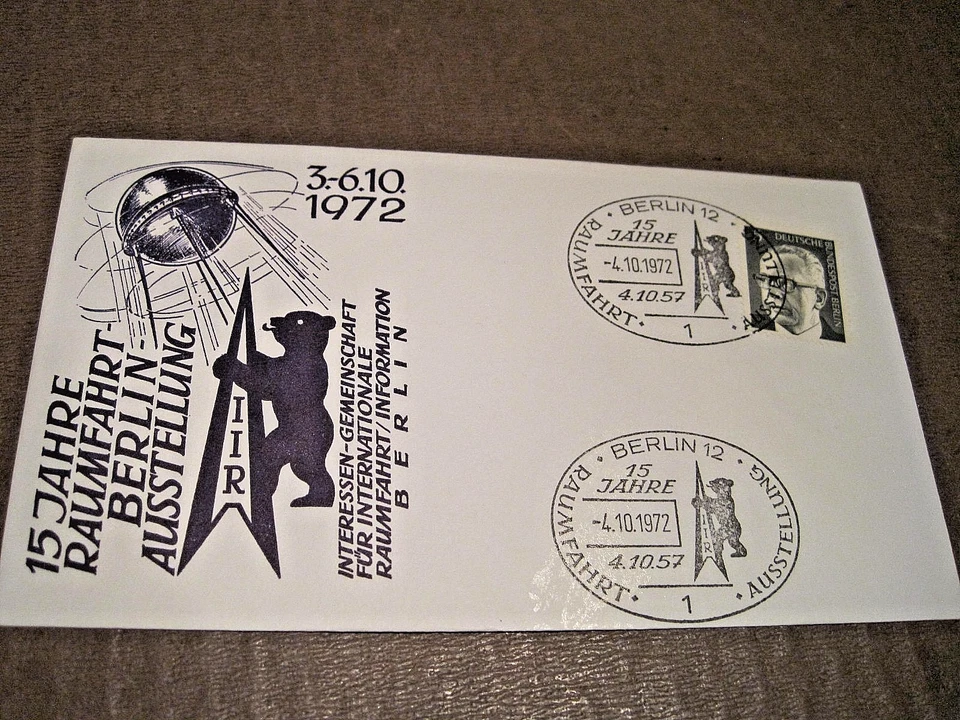 3.-6.10.
1972
15 JAHRE
RAUMFAHRT-
BERLIN-
AUSSTELLUNG
IIR
INTERESSEN-GEMEINSCHAFT
FÜR INTERNATIONALE
RAUMFAHRT/INFORMATION
BERLIN
BERLIN 12
RAUMFAHRT
AUSSTELLUNG
15
JAHRE
-4.10.1972
4.10.57
1
IIR
DEUTSCHE BUNDESPOST BERLIN
BERLIN 12
RAUMFAHRT
AUSSTELLUNG
15
JAHRE
-4.10.1972
4.10.57
1
IIR